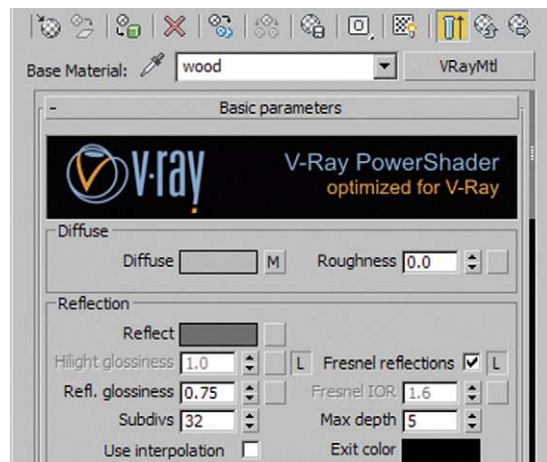 Base Material: wood VRayMtl
- Basic parameters
v·ray V-Ray PowerShader
optimized for V-Ray
Diffuse
Diffuse M Roughness 0.0
Reflection
Reflect
Hilight glossiness 1.0 L Fresnel reflections L
Refl. glossiness 0.75 Fresnel IOR 1.6
Subdivs 32 Max depth 5
Use interpolation Exit color